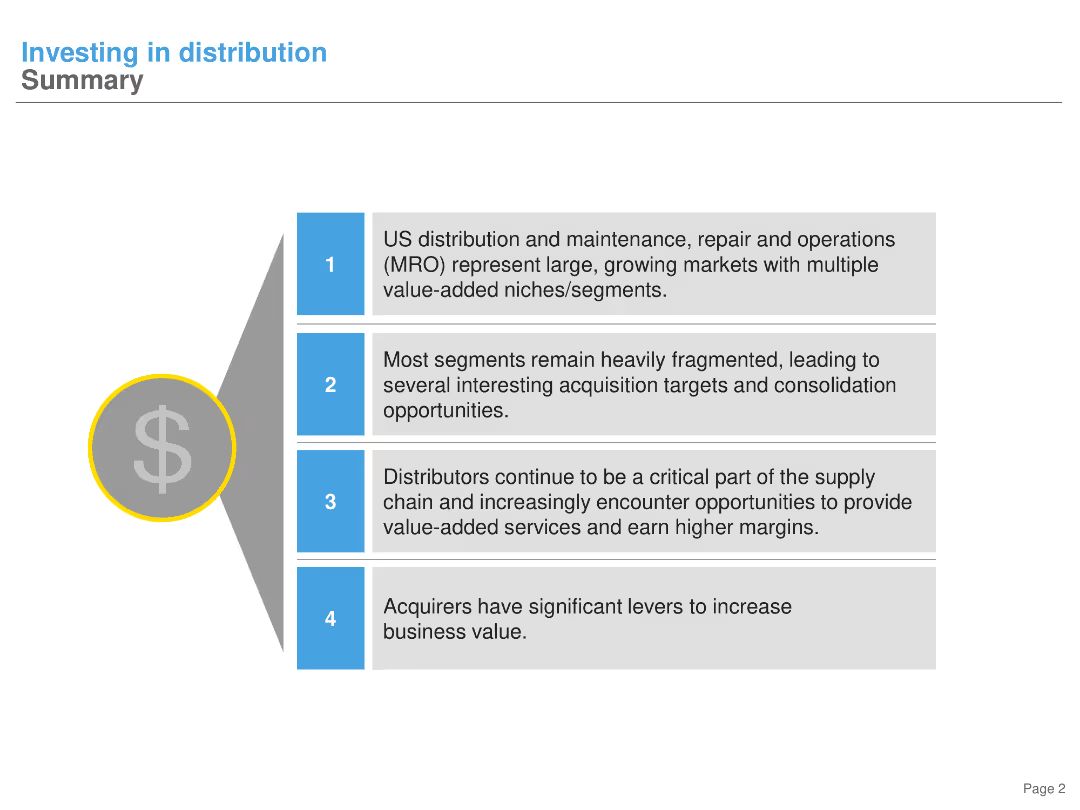 Investing in distribution
Summary
$
1
US distribution and maintenance, repair and operations
(MRO) represent large, growing markets with multiple
value-added niches/segments.
2
Most segments remain heavily fragmented, leading to
several interesting acquisition targets and consolidation
opportunities.
3
Distributors continue to be a critical part of the supply
chain and increasingly encounter opportunities to provide
value-added services and earn higher margins.
4
Acquirers have significant levers to increase
business value.
Page 2